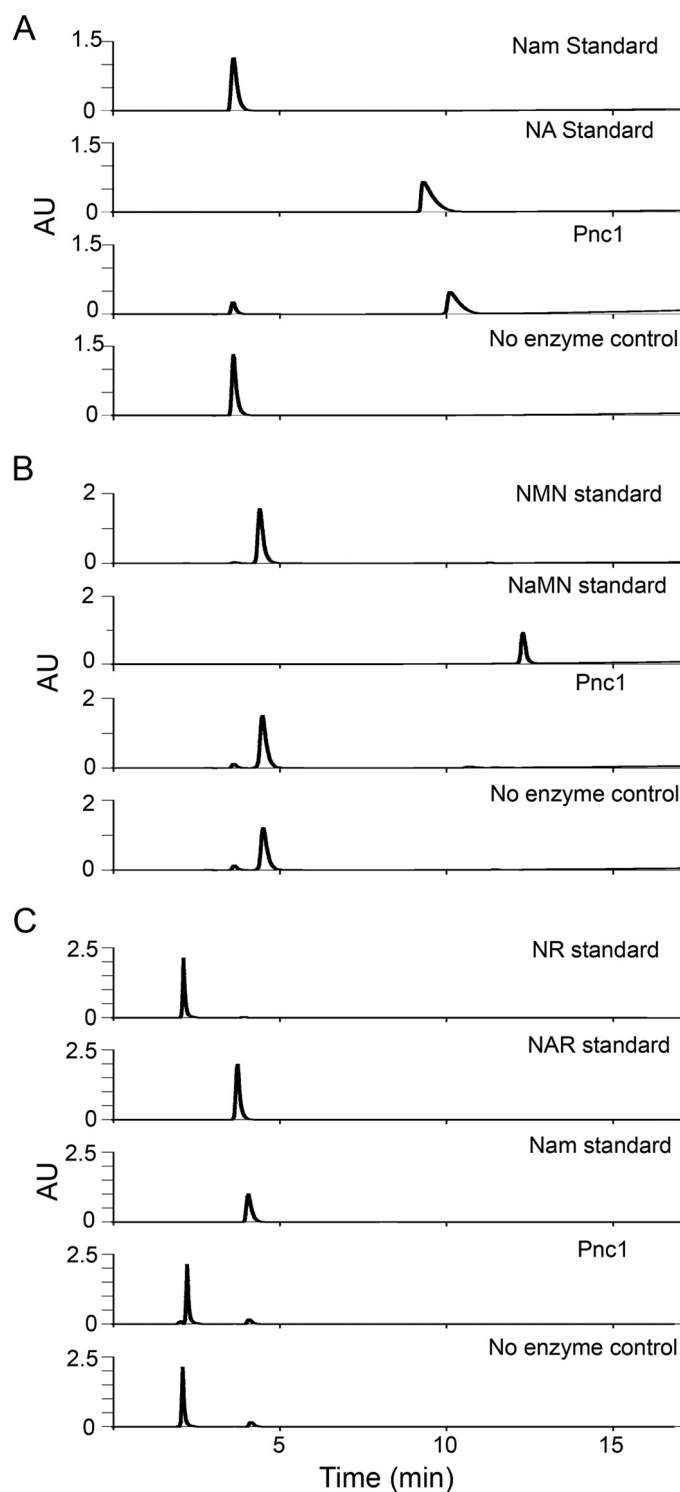 A
1.5
Nam Standard
0
1.5
NA Standard
0
AU
1.5
Pnc1
0
1.5
No enzyme control
0
B
2
NMN standard
0
2
NaMN standard
0
AU
2
Pnc1
0
2
No enzyme control
0
C
2.5
NR standard
0
2.5
NAR standard
0
2.5
Nam standard
AU
0
2.5
Pnc1
0
2.5
No enzyme control
0
5 10 15
Time (min)